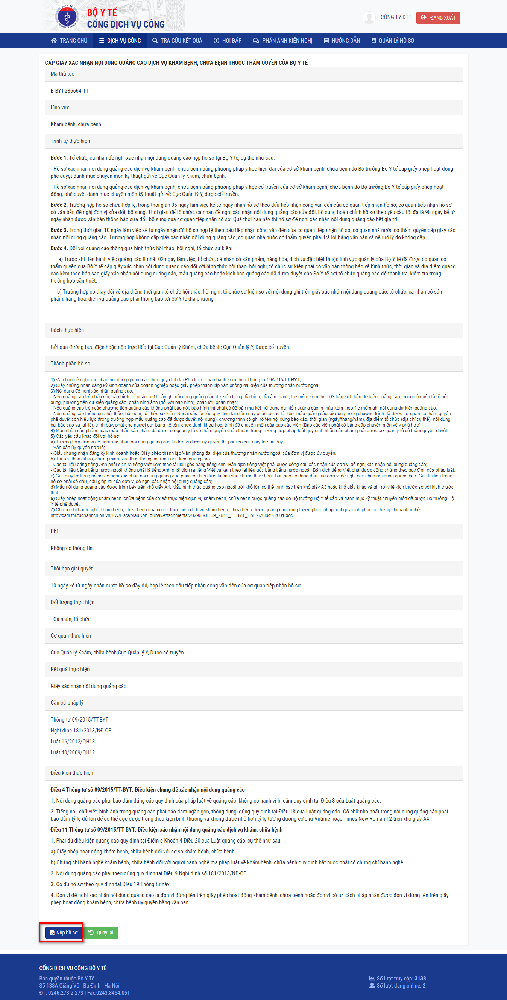 BỘ Y TẾ
MINISTRY OF HEALTH
BỘ Y TẾ
CỔNG DỊCH VỤ CÔNG
CÔNG TY DTT
ĐĂNG XUẤT
TRANG CHỦ
DỊCH VỤ CÔNG
TRA CỨU KẾT QUẢ
HỎI ĐÁP
PHẢN ÁNH KIẾN NGHỊ
HƯỚNG DẪN
QUẢN LÝ HỒ SƠ
CẤP GIẤY XÁC NHẬN NỘI DUNG QUẢNG CÁO DỊCH VỤ KHÁM BỆNH, CHỮA BỆNH THUỘC THẨM QUYỀN CỦA BỘ Y TẾ
Mã thủ tục
B-BYT-286664-TT
Lĩnh vực
Khám bệnh, chữa bệnh
Trình tự thực hiện
Bước 1. Tổ chức, cá nhân đề nghị xác nhận nội dung quảng cáo nộp hồ sơ tại Bộ Y tế, cụ thể như sau:
- Hồ sơ xác nhận nội dung quảng cáo dịch vụ khám bệnh, chữa bệnh bằng phương pháp y học hiện đại của cơ sở khám bệnh, chữa bệnh do Bộ trưởng Bộ Y tế cấp giấy phép hoạt động,
phê duyệt danh mục chuyên môn kỹ thuật gửi về Cục Quản lý Khám, chữa bệnh.
- Hồ sơ xác nhận nội dung quảng cáo dịch vụ khám bệnh, chữa bệnh bằng phương pháp y học cổ truyền của cơ sở khám bệnh, chữa bệnh do Bộ trưởng Bộ Y tế cấp giấy phép hoạt
động, phê duyệt danh mục chuyên môn kỹ thuật gửi về Cục Quản lý Y, dược cổ truyền.
Bước 2. Trường hợp hồ sơ chưa hợp lệ, trong thời gian 05 ngày làm việc kể từ ngày nhận hồ sơ theo dấu tiếp nhận công văn đến của cơ quan tiếp nhận hồ sơ, cơ quan tiếp nhận hồ sơ
có văn bản đề nghị đơn vị sửa đổi, bổ sung. Thời gian để tổ chức, cá nhân đề nghị xác nhận nội dung quảng cáo sửa đổi, bổ sung hoàn chỉnh hồ sơ theo yêu cầu tối đa là 90 ngày kể từ
ngày nhận được văn bản thông báo sửa đổi, bổ sung của cơ quan tiếp nhận hồ sơ. Quá thời hạn này thì hồ sơ đề nghị xác nhận nội dung quảng cáo hết giá trị.
Bước 3. Trong thời gian 10 ngày làm việc kể từ ngày nhận đủ hồ sơ hợp lệ theo dấu tiếp nhận công văn đến của cơ quan tiếp nhận hồ sơ, cơ quan nhà nước có thẩm quyền cấp giấy xác
nhận nội dung quảng cáo. Trường hợp không cấp giấy xác nhận nội dung quảng cáo, cơ quan nhà nước có thẩm quyền phải trả lời bằng văn bản và nêu rõ lý do không cấp.
Bước 4. Đối với quảng cáo thông qua hình thức hội thảo, hội nghị, tổ chức sự kiện:
a) Trước khi tiến hành việc quảng cáo ít nhất 02 ngày làm việc, tổ chức, cá nhân có sản phẩm, hàng hóa, dịch vụ đặc biệt thuộc lĩnh vực quản lý của Bộ Y tế đã được cơ quan có
thẩm quyền của Bộ Y tế cấp giấy xác nhận nội dung quảng cáo đối với hình thức hội thảo, hội nghị, tổ chức sự kiện phải có văn bản thông báo về hình thức, thời gian và địa điểm quảng
cáo kèm theo bản sao giấy xác nhận nội dung quảng cáo, mẫu quảng cáo hoặc kịch bản quảng cáo đã được duyệt cho Sở Y tế nơi tổ chức quảng cáo để thanh tra, kiểm tra trong
trường hợp cần thiết;
b) Trường hợp có thay đổi về địa điểm, thời gian tổ chức hội thảo, hội nghị, tổ chức sự kiện so với nội dung ghi trên giấy xác nhận nội dung quảng cáo, tổ chức, cá nhân có sản
phẩm, hàng hóa, dịch vụ quảng cáo phải thông báo tới Sở Y tế địa phương
Cách thực hiện
Gửi qua đường bưu điện hoặc nộp trực tiếp tại Cục Quản lý Khám, chữa bệnh; Cục Quản lý Y, Dược cổ truyền.
Thành phần hồ sơ
1) Văn bản đề nghị xác nhận nội dung quảng cáo theo quy định tại Phụ lục 01 ban hành kèm theo Thông tư 09/2015/TT-BYT;
2) Giấy chứng nhận đăng ký kinh doanh của doanh nghiệp hoặc giấy phép thành lập văn phòng đại diện của thương nhân nước ngoài;
3) Nội dung đề nghị xác nhận quảng cáo:
- Nếu quảng cáo trên báo nói, báo hình thì phải có 01 bản ghi nội dung quảng cáo dự kiến trong đĩa hình, đĩa âm thanh, file mềm kèm theo 03 bản kịch bản dự kiến quảng cáo, trong đó miêu tả rõ nội
dung, phương tiện dự kiến quảng cáo, phần hình ảnh (đối với báo hình), phần lời, phần nhạc;
- Nếu quảng cáo trên các phương tiện quảng cáo không phải báo nói, báo hình thì phải có 03 bản ma-két nội dung dự kiến quảng cáo in mầu kèm theo file mềm ghi nội dung dự kiến quảng cáo;
- Nếu quảng cáo thông qua hội thảo, hội nghị, tổ chức sự kiện: Ngoài các tài liệu quy định tại điểm này phải có các tài liệu: mẫu quảng cáo sử dụng trong chương trình đã được cơ quan có thẩm quyền
phê duyệt còn hiệu lực (trong trường hợp mẫu quảng cáo đã được duyệt nội dung), chương trình có ghi rõ tên nội dung báo cáo, thời gian (ngày/tháng/năm), địa điểm tổ chức (địa chỉ cụ thể); nội dung
bài báo cáo và tài liệu trình bày, phát cho người dự; bảng kê tên, chức danh khoa học, trình độ chuyên môn của báo cáo viên (Báo cáo viên phải có bằng cấp chuyên môn về y phù hợp)
4) Mẫu nhãn sản phẩm hoặc mẫu nhãn sản phẩm đã được cơ quan y tế có thẩm quyền chấp thuận trong trường hợp pháp luật quy định nhãn sản phẩm phải được cơ quan y tế có thẩm quyền duyệt.
5) Các yêu cầu khác đối với hồ sơ:
a) Trường hợp đơn vị đề nghị xác nhận nội dung quảng cáo là đơn vị được ủy quyền thì phải có các giấy tờ sau đây:
- Văn bản ủy quyền hợp lệ;
- Giấy chứng nhận đăng ký kinh doanh hoặc Giấy phép thành lập Văn phòng đại diện của thương nhân nước ngoài của đơn vị được ủy quyền.
b) Tài liệu tham khảo, chứng minh, xác thực thông tin trong nội dung quảng cáo:
- Các tài liệu bằng tiếng Anh phải dịch ra tiếng Việt kèm theo tài liệu gốc bằng tiếng Anh. Bản dịch tiếng Việt phải được đóng dấu xác nhận của đơn vị đề nghị xác nhận nội dung quảng cáo;
- Các tài liệu bằng tiếng nước ngoài không phải là tiếng Anh phải dịch ra tiếng Việt và kèm theo tài liệu gốc bằng tiếng nước ngoài. Bản dịch tiếng Việt phải được công chứng theo quy định của pháp luật.
c) Các giấy tờ trong hồ sơ đề nghị xác nhận nội dung quảng cáo phải còn hiệu lực, là bản sao chứng thực hoặc bản sao có đóng dấu của đơn vị đề nghị xác nhận nội dung quảng cáo. Các tài liệu trong
hồ sơ phải có dấu, dấu giáp lai của đơn vị đề nghị xác nhận nội dung quảng cáo;
d) Mẫu nội dung quảng cáo được trình bày trên khổ giấy A4. Mẫu hình thức quảng cáo ngoài trời khổ lớn có thể trình bày trên khổ giấy A3 hoặc khổ giấy khác và ghi rõ tỷ lệ kích thước so với kích thước
thật.
6) Giấy phép hoạt động khám bệnh, chữa bệnh của cơ sở thực hiện dịch vụ khám bệnh, chữa bệnh được quảng cáo do Bộ trưởng Bộ Y tế cấp và danh mục kỹ thuật chuyên môn đã được Bộ trưởng Bộ
Y tế phê duyệt.
7) Chứng chỉ hành nghề khám bệnh, chữa bệnh của người thực hiện dịch vụ khám bệnh, chữa bệnh được quảng cáo trong trường hợp pháp luật quy định phải có chứng chỉ hành nghề.
http://csdl.thutuchanhchinh.vn/TW/Lists/MauDonToKhai/Attachments/202963/TT09_2015_TTBYT_Phu%20luc%2001.doc
Phí
Không có thông tin.
Thời hạn giải quyết
10 ngày kể từ ngày nhận được hồ sơ đầy đủ, hợp lệ theo dấu tiếp nhận công văn đến của cơ quan tiếp nhận hồ sơ
Đối tượng thực hiện
- Cá nhân, tổ chức
Cơ quan thực hiện
Cục Quản lý Khám, chữa bệnh;Cục Quản lý Y, Dược cổ truyền
Kết quả thực hiện
Giấy xác nhận nội dung quảng cáo
Căn cứ pháp lý
Thông tư 09/2015/TT-BYT
Nghị định 181/2013/NĐ-CP
Luật 16/2012/QH13
Luật 40/2009/QH12
Điều kiện thực hiện
Điều 4 Thông tư số 09/2015/TT-BYT: Điều kiện chung để xác nhận nội dung quảng cáo
1. Nội dung quảng cáo phải bảo đảm đúng các quy định của pháp luật về quảng cáo, không có hành vi bị cấm quy định tại Điều 8 của Luật quảng cáo.
2. Tiếng nói, chữ viết, hình ảnh trong quảng cáo phải bảo đảm ngắn gọn, thông dụng, đúng quy định tại Điều 18 của Luật quảng cáo. Cỡ chữ nhỏ nhất trong nội dung quảng cáo phải
bảo đảm tỷ lệ đủ lớn để có thể đọc được trong điều kiện bình thường và không được nhỏ hơn tỷ lệ tương đương cỡ chữ Vntime hoặc Times New Roman 12 trên khổ giấy A4.
Điều 11 Thông tư số 09/2015/TT-BYT: Điều kiện xác nhận nội dung quảng cáo dịch vụ khám, chữa bệnh
1. Phải đủ điều kiện quảng cáo quy định tại Điểm e Khoản 4 Điều 20 của Luật quảng cáo, cụ thể như sau:
a) Giấy phép hoạt động khám bệnh, chữa bệnh đối với cơ sở khám bệnh, chữa bệnh;
b) Chứng chỉ hành nghề khám bệnh, chữa bệnh đối với người hành nghề mà pháp luật về khám bệnh, chữa bệnh quy định bắt buộc phải có chứng chỉ hành nghề.
2. Nội dung quảng cáo phải theo đúng quy định tại Điều 9 Nghị định số 181/2013/NĐ-CP.
3. Có đủ hồ sơ theo quy định tại Điều 19 Thông tư này.
4. Đơn vị đề nghị xác nhận nội dung quảng cáo là đơn vị đứng tên trên giấy phép hoạt động khám bệnh, chữa bệnh hoặc đơn vị có tư cách pháp nhân được đơn vị đứng tên trên giấy
phép hoạt động khám bệnh, chữa bệnh ủy quyền bằng văn bản.
Nộp hồ sơ
Quay lại
CỔNG DỊCH VỤ CÔNG BỘ Y TẾ
Bản quyền thuộc Bộ Y Tế
Số 138A Giảng Võ - Ba Đình - Hà Nội
ĐT: 0246.273.2.273 | Fax:0243.8464.051
Số lượt truy cập: 3138
Số lượt đang online: 2